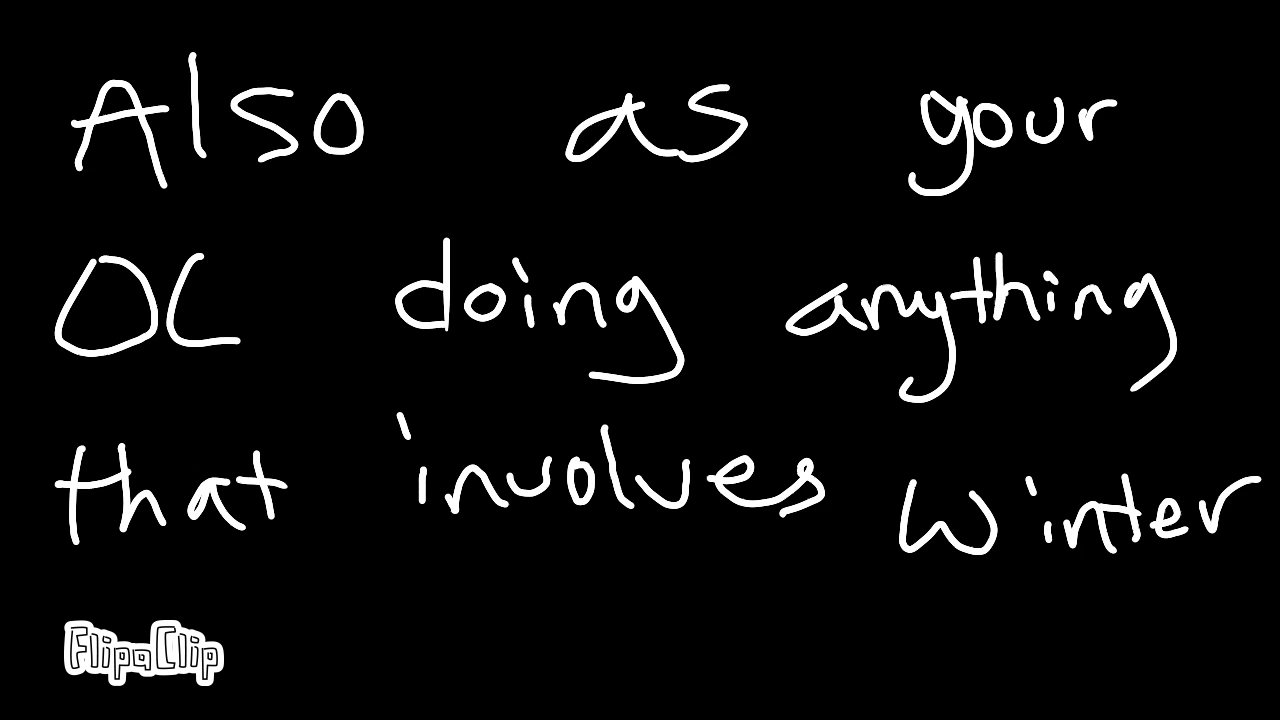 Also as your
OC doing anything
that involves Winter
FlipaClip